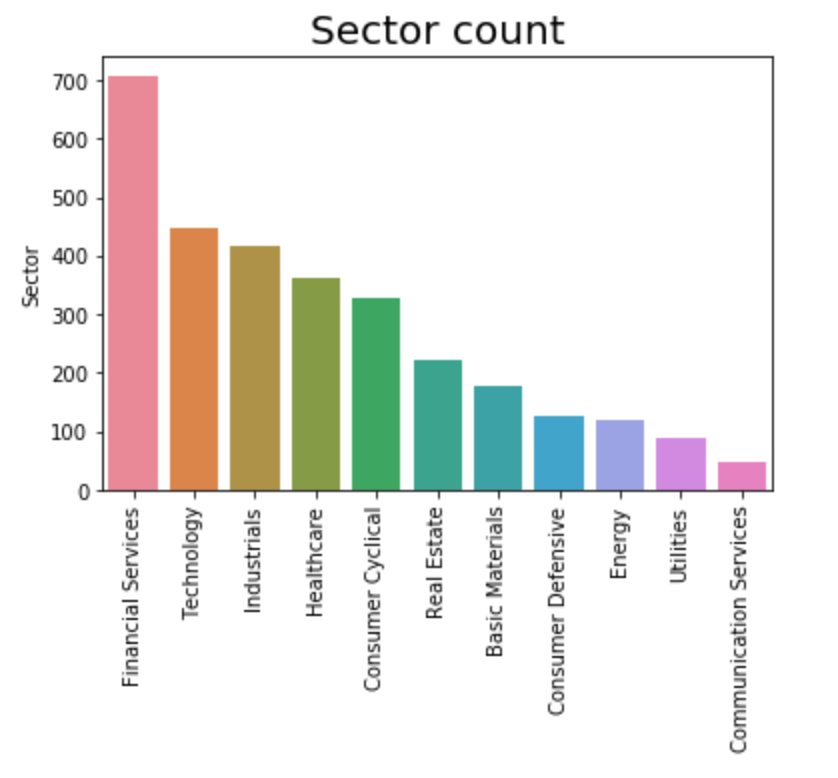 Sector count
Sector
700
600
500
400
300
200
100
0
Financial Services
Technology
Industrials
Healthcare
Consumer Cyclical
Real Estate
Basic Materials
Consumer Defensive
Energy
Utilities
Communication Services